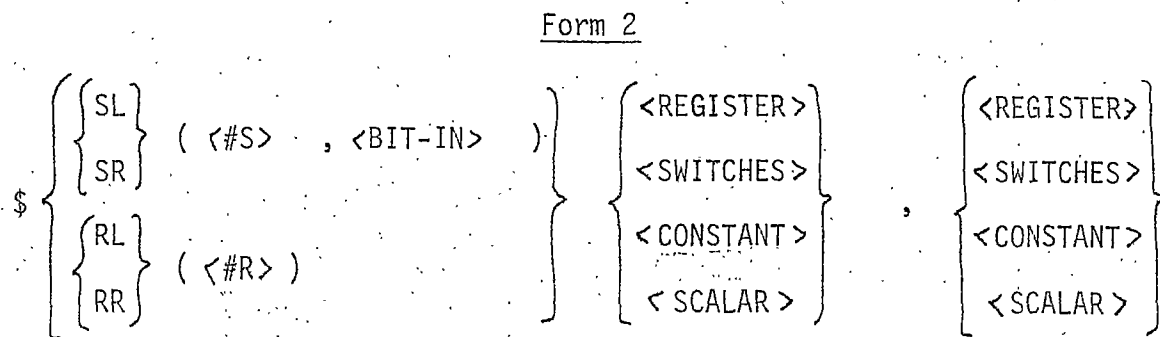 Form 2
SL <REGISTER> <REGISTER>
( <#S> , <BIT-IN> )
SR <SWITCHES> <SWITCHES>
$ ,
RL <CONSTANT> <CONSTANT>
( <#R> )
RR <SCALAR> <SCALAR>